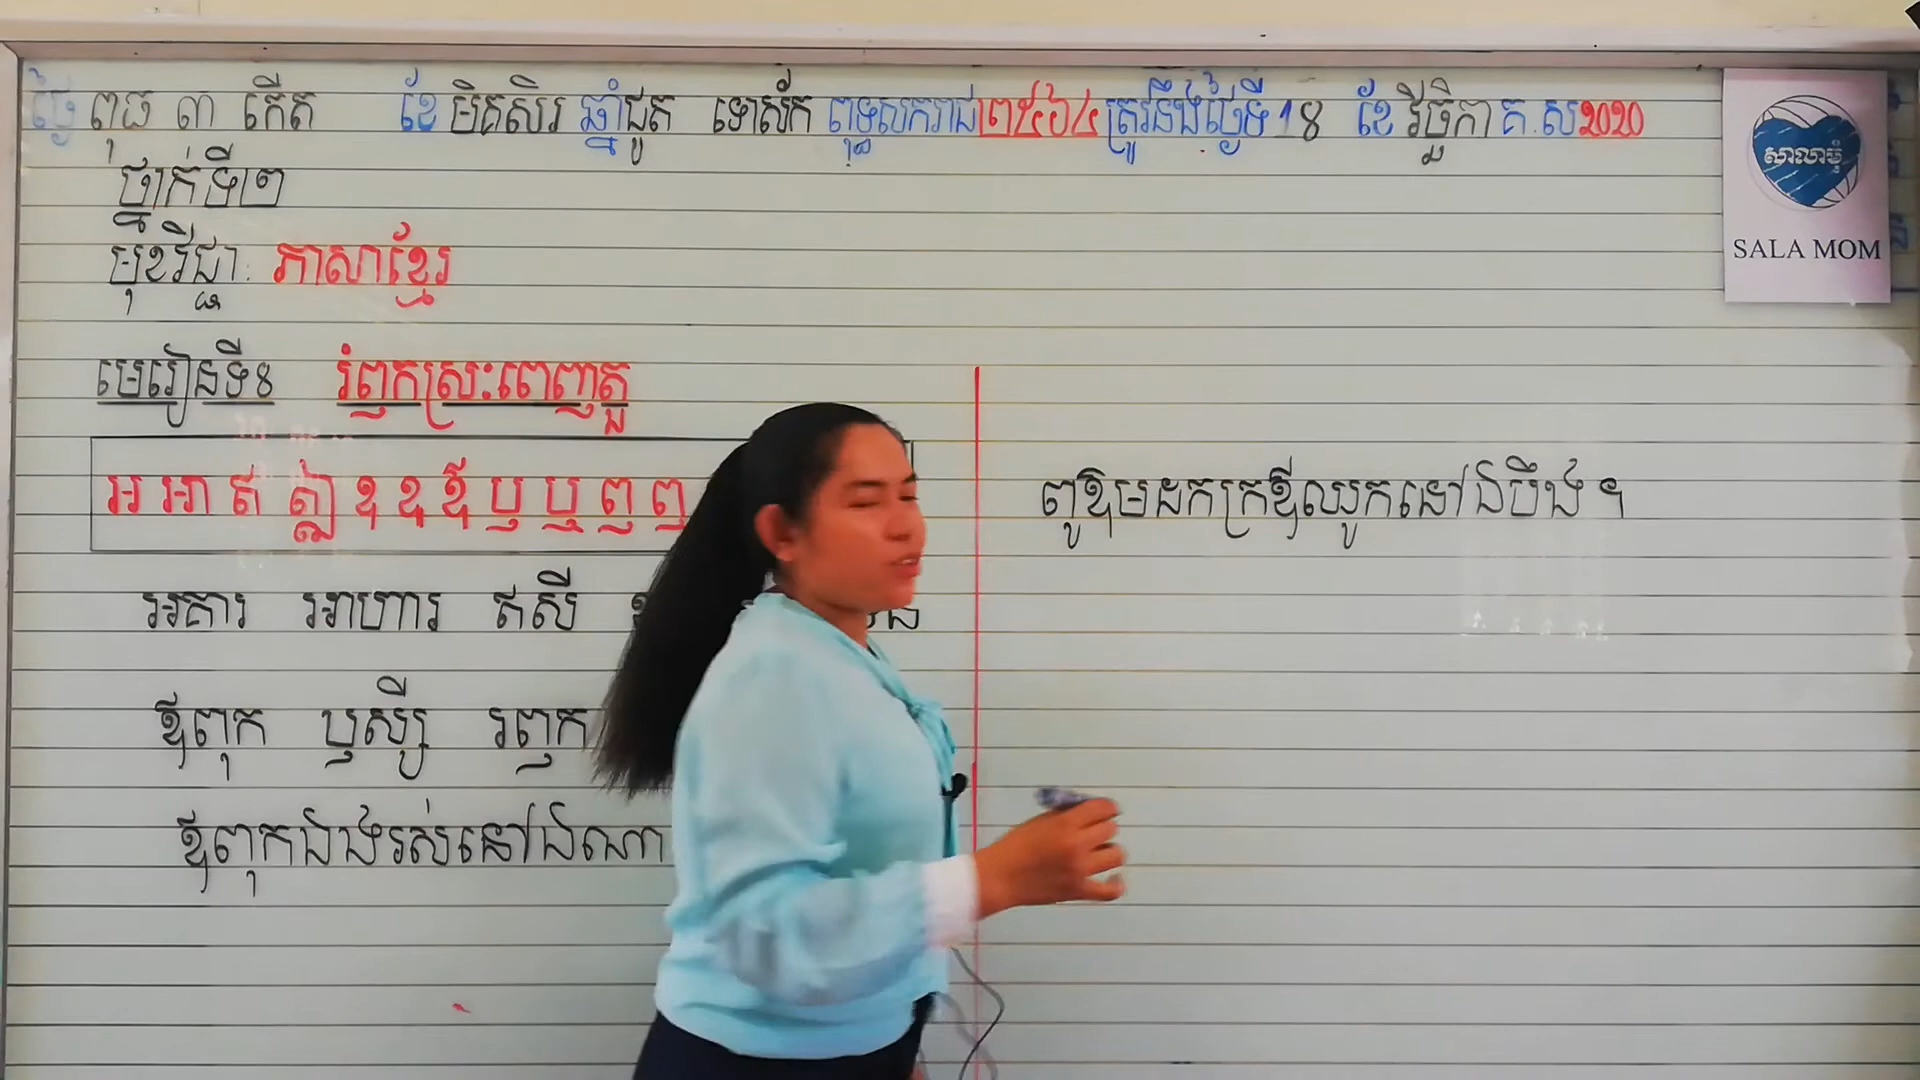 ថ្ងៃ ពុធ ៣ កើត ខែ មិគសិរ ឆ្នាំជូត ទោស័ក ពុទ្ធសករាជ ២៥៦៤ ត្រូវនឹងថ្ងៃទី 18 ខែ វិច្ឆិកា គ.ស 2020
ថ្នាក់ទី២
មុខវិជ្ជា: ភាសាខ្មែរ
មេរៀនទី៖ រំឭកស្រៈពេញតួ
អ អា ឥ ឦ ឧ ឩ ឪ ឫ ឬ ឭ ឮ
អគារ អាហារ ឥសី
ឪពុក ឫស្សី រឭក
ឪពុកឯងរស់នៅឯណា
ពូឱមដកក្រឪឈូកនៅឯបឹង ។
សាលាមុំ
SALA MOM